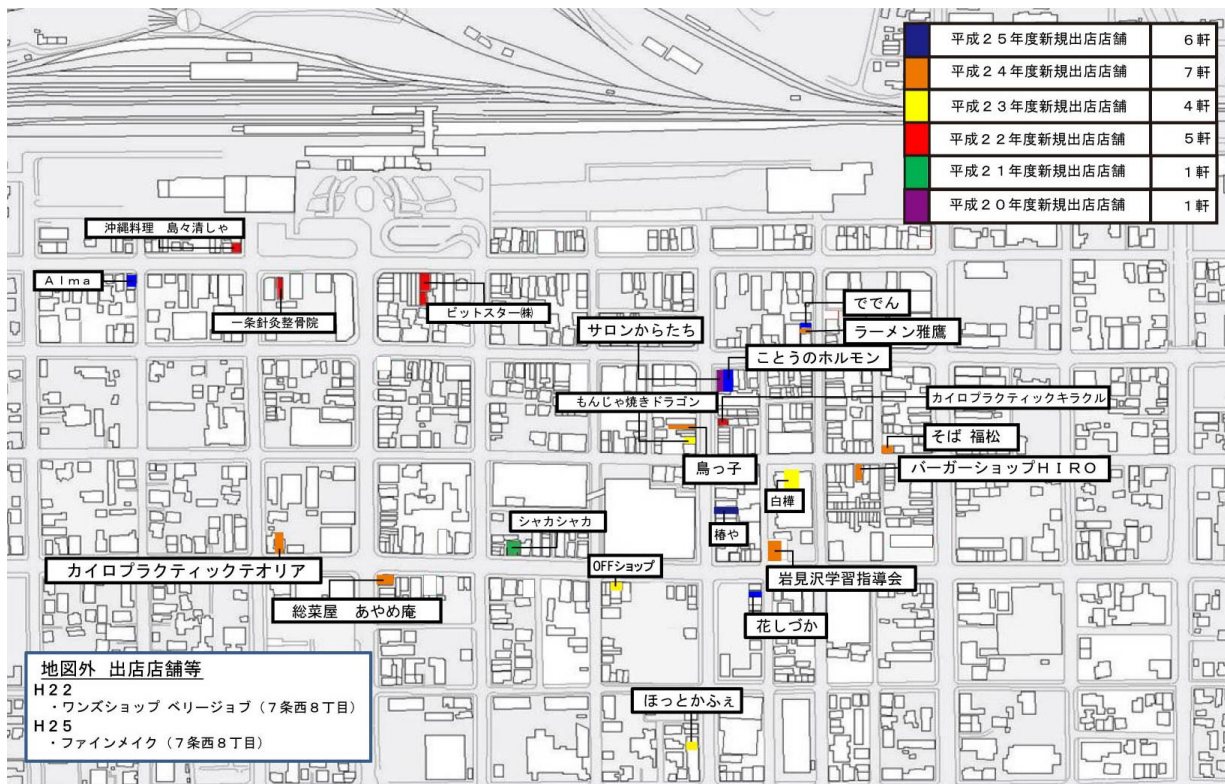 平成２５年度新規出店店舗 ６軒
平成２４年度新規出店店舗 ７軒
平成２３年度新規出店店舗 ４軒
平成２２年度新規出店店舗 ５軒
平成２１年度新規出店店舗 １軒
平成２０年度新規出店店舗 １軒
沖縄料理 島々清しゃ
Ａｌｍａ
一条針灸整骨院
ビットスター㈱
ででん
サロンからたち
ラーメン雅鷹
ことうのホルモン
もんじゃ焼きドラゴン
カイロプラクティックキラクル
そば 福松
鳥っ子
バーガーショップＨＩＲＯ
白樺
シャカシャカ
椿や
カイロプラクティックテオリア
OFFショップ
岩見沢学習指導会
総菜屋 あやめ庵
花しづか
地図外 出店店舗等
Ｈ２２
・ワンズショップ ベリージョブ（７条西８丁目）
Ｈ２５
・ファインメイク（７条西８丁目）
ほっとかふぇ